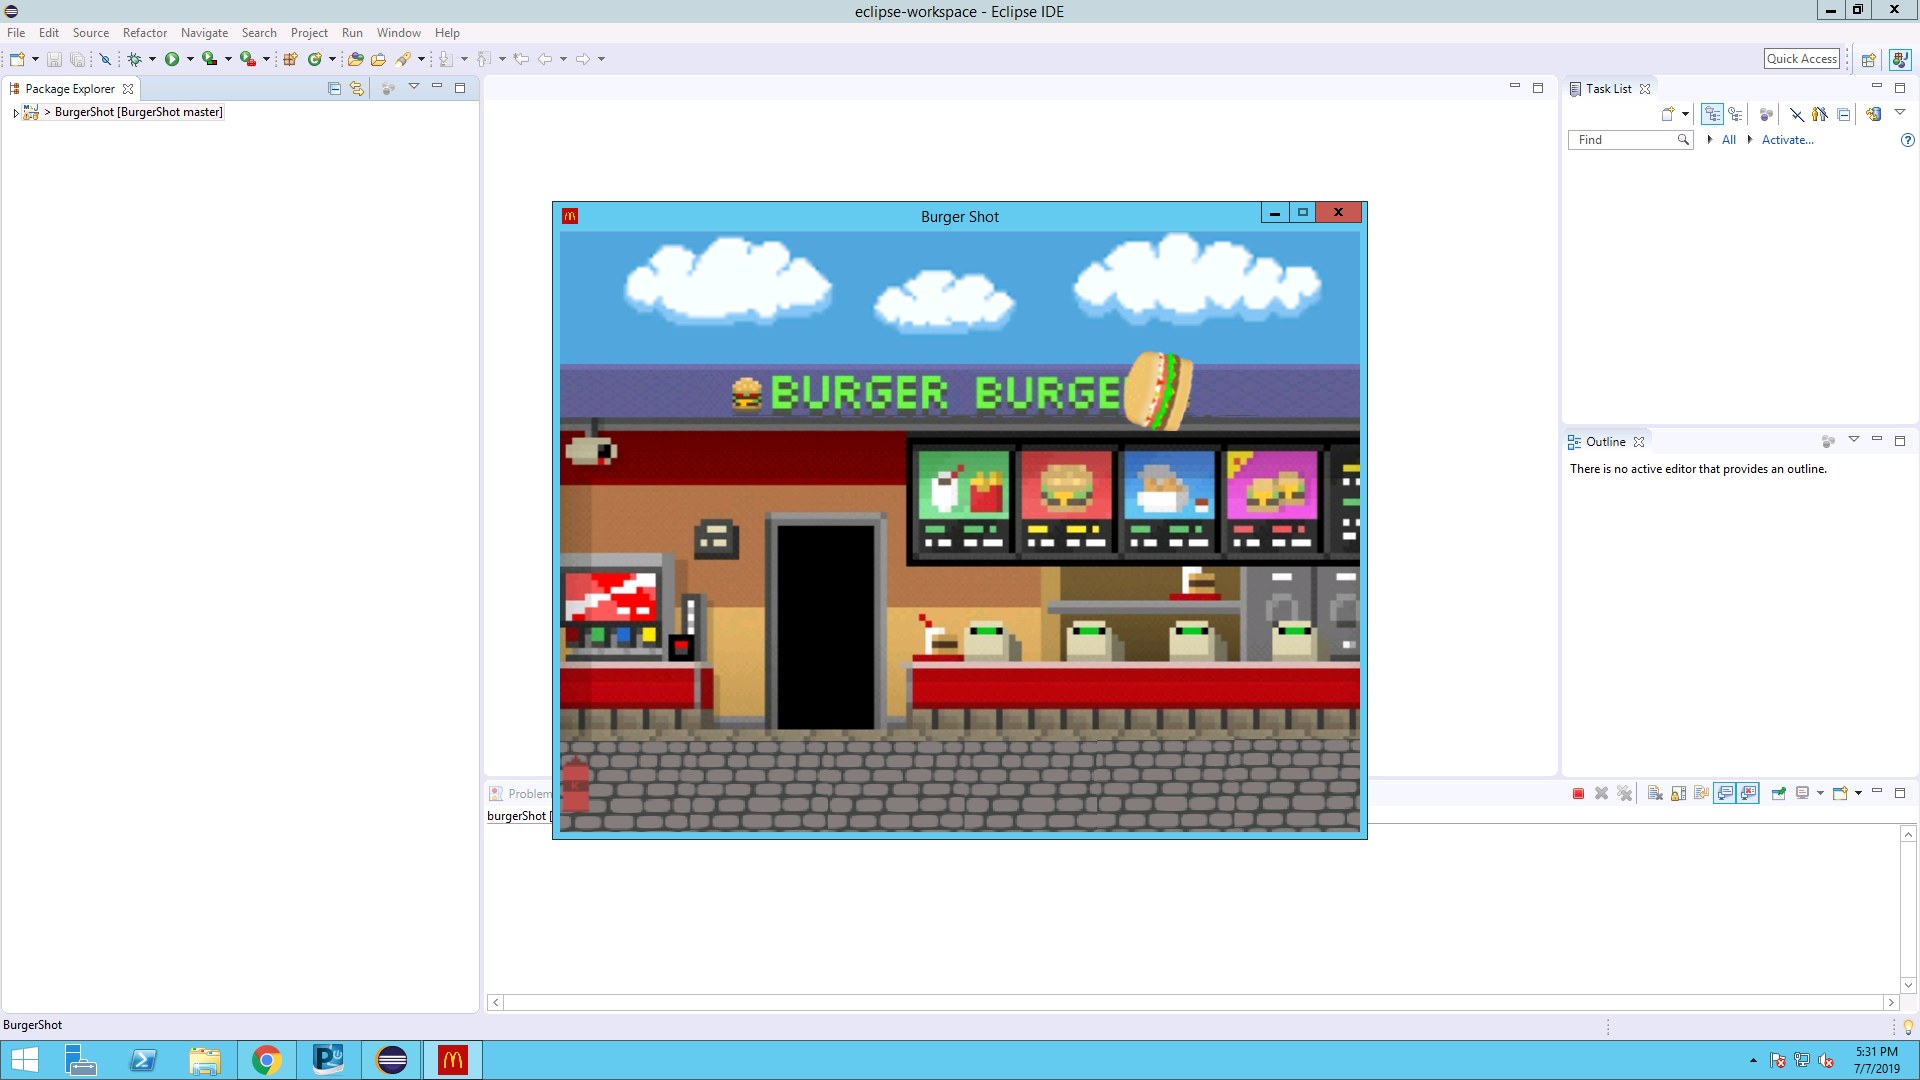 eclipse-workspace - Eclipse IDE
File Edit Source Refactor Navigate Search Project Run Window Help
Quick Access
Package Explorer
> BurgerShot [BurgerShot master]
Task List
Find
All
Activate...
Burger Shot
BURGER BURGE
Outline
There is no active editor that provides an outline.
Problem
burgerShot [
BurgerShot
5:31 PM
7/7/2019